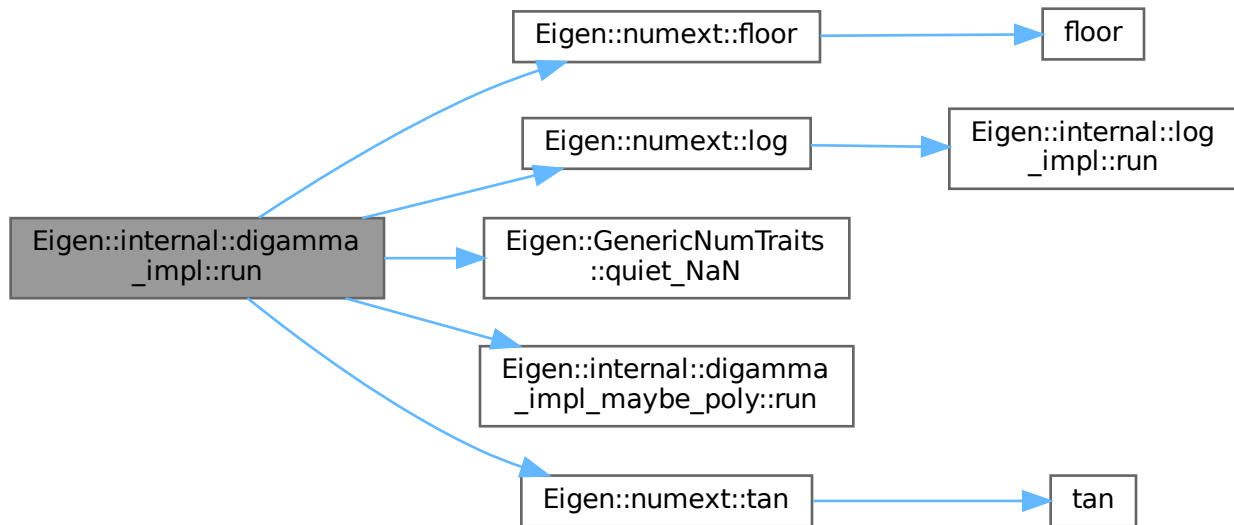 Eigen::numext::floor
floor
Eigen::numext::log
Eigen::internal::log
_impl::run
Eigen::internal::digamma
_impl::run
Eigen::GenericNumTraits
::quiet_NaN
Eigen::internal::digamma
_impl_maybe_poly::run
Eigen::numext::tan
tan